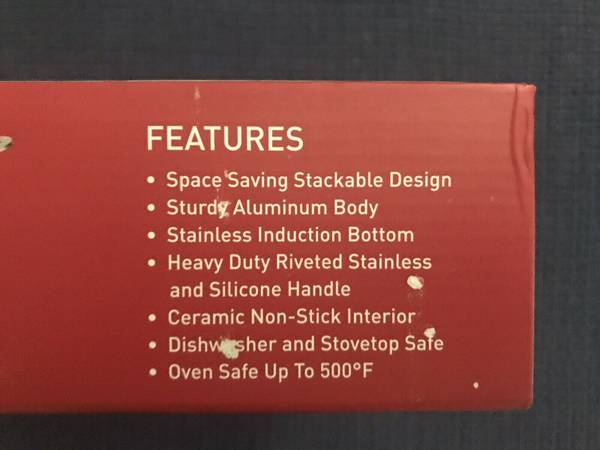 FEATURES
• Space Saving Stackable Design
• Sturdy Aluminum Body
• Stainless Induction Bottom
• Heavy Duty Riveted Stainless
and Silicone Handle
• Ceramic Non-Stick Interior
• Dishwasher and Stovetop Safe
• Oven Safe Up To 500°F